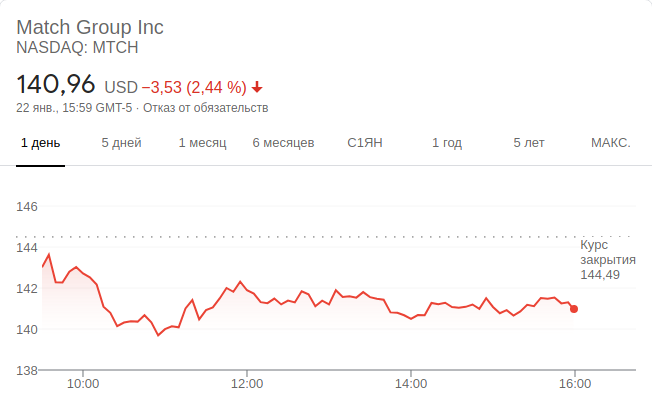 Match Group Inc
NASDAQ: MTCH
140,96 USD −3,53 (2,44 %)
22 янв., 15:59 GMT-5 · Отказ от обязательств
1 день 5 дней 1 месяц 6 месяцев С1ЯН 1 год 5 лет МАКС.
146
144
142
140
138
Курс
закрытия
144,49
10:00 12:00 14:00 16:00